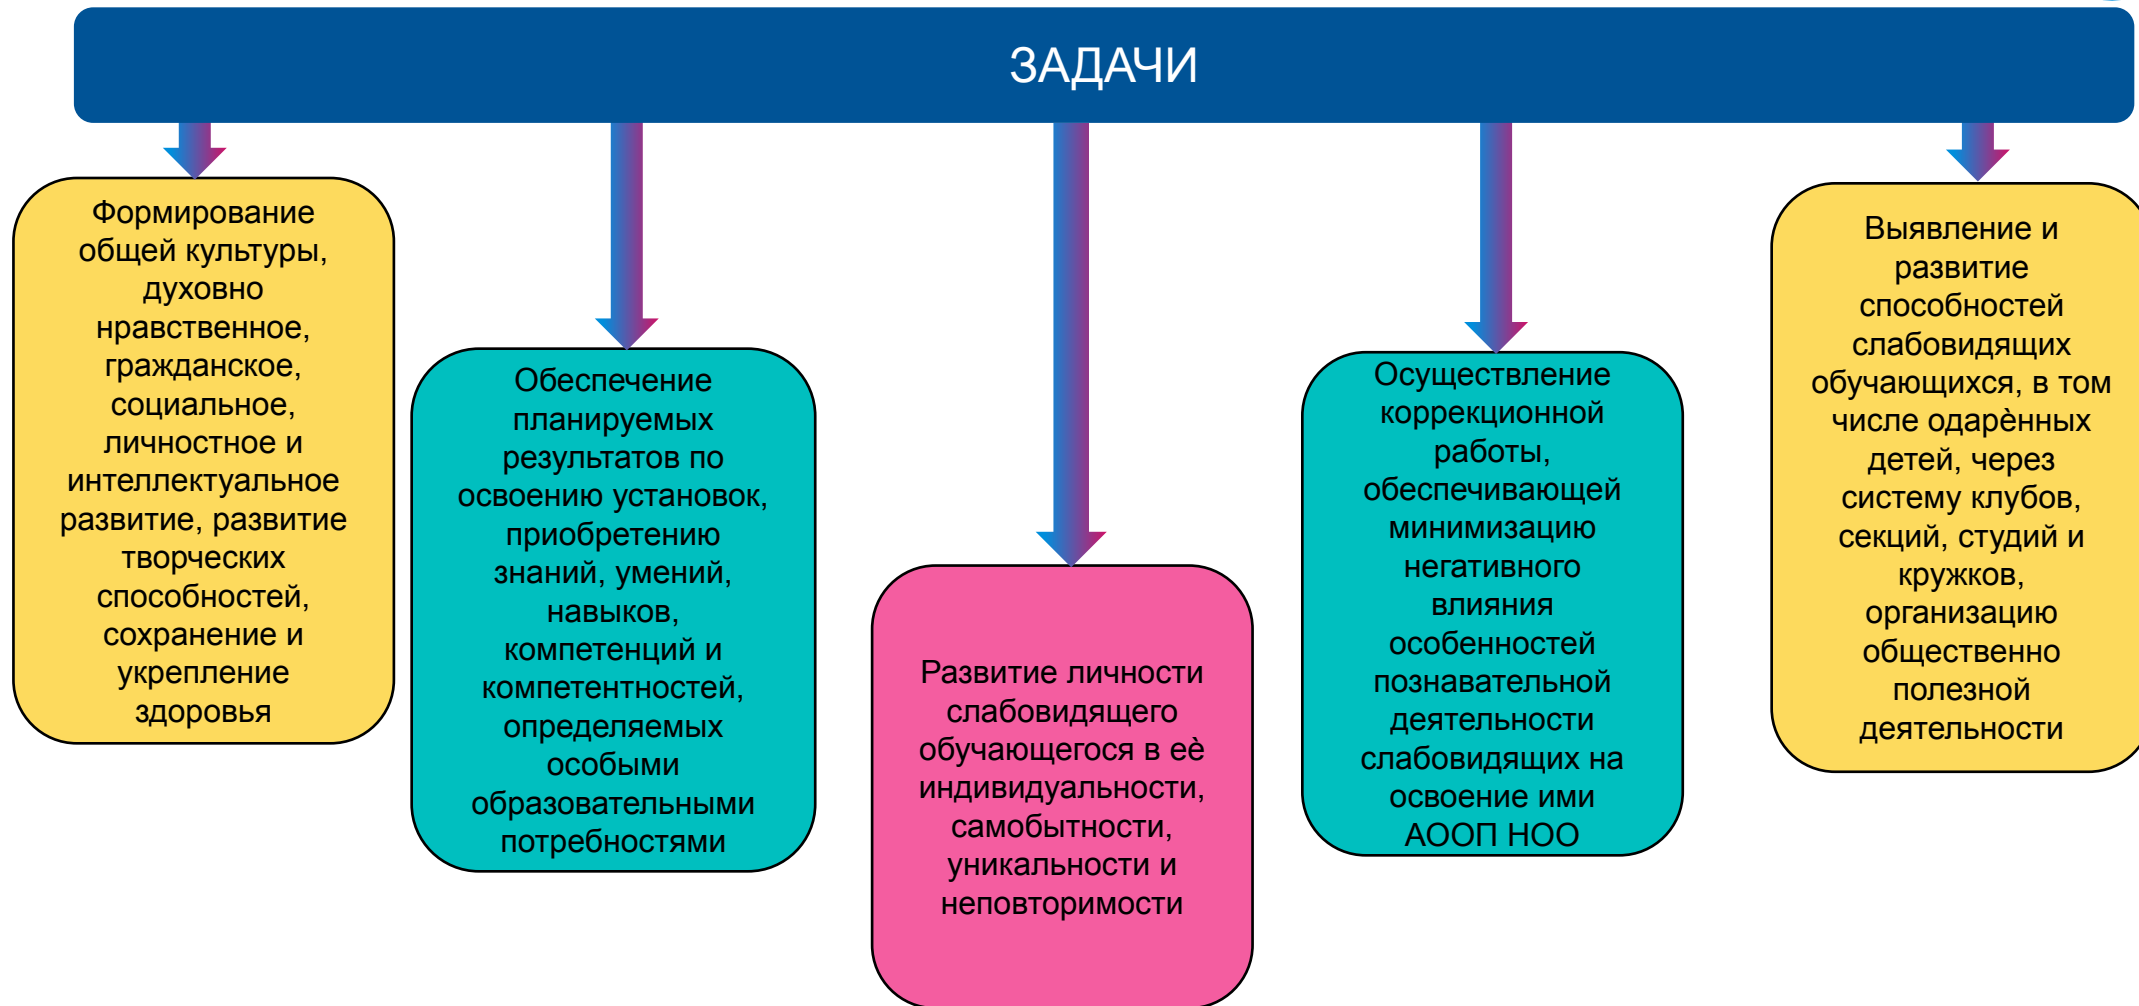 ЗАДАЧИ
Формирование
общей культуры,
духовно
нравственное,
гражданское,
социальное,
личностное и
интеллектуальное
развитие, развитие
творческих
способностей,
сохранение и
укрепление
здоровья
Обеспечение
планируемых
результатов по
освоению установок,
приобретению
знаний, умений,
навыков,
компетенций и
компетентностей,
определяемых
особыми
образовательными
потребностями
Развитие личности
слабовидящего
обучающегося в еѐ
индивидуальности,
самобытности,
уникальности и
неповторимости
Осуществление
коррекционной
работы,
обеспечивающей
минимизацию
негативного
влияния
особенностей
познавательной
деятельности
слабовидящих на
освоение ими
АООП НОО
Выявление и
развитие
способностей
слабовидящих
обучающихся, в том
числе одарѐнных
детей, через
систему клубов,
секций, студий и
кружков,
организацию
общественно
полезной
деятельности